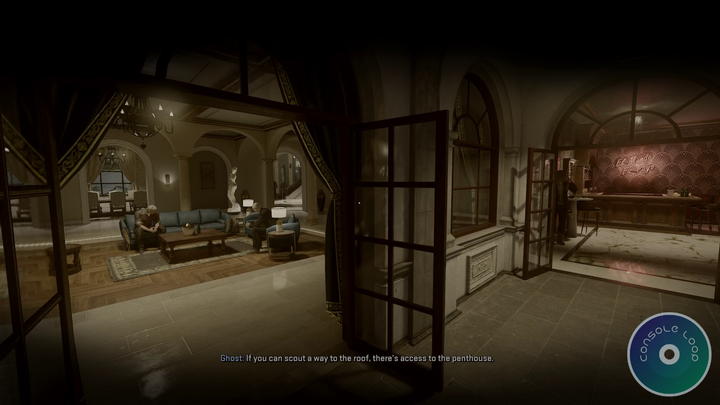 Ghost: If you can scout a way to the roof, there's access to the penthouse.
CONSOLE LOOP